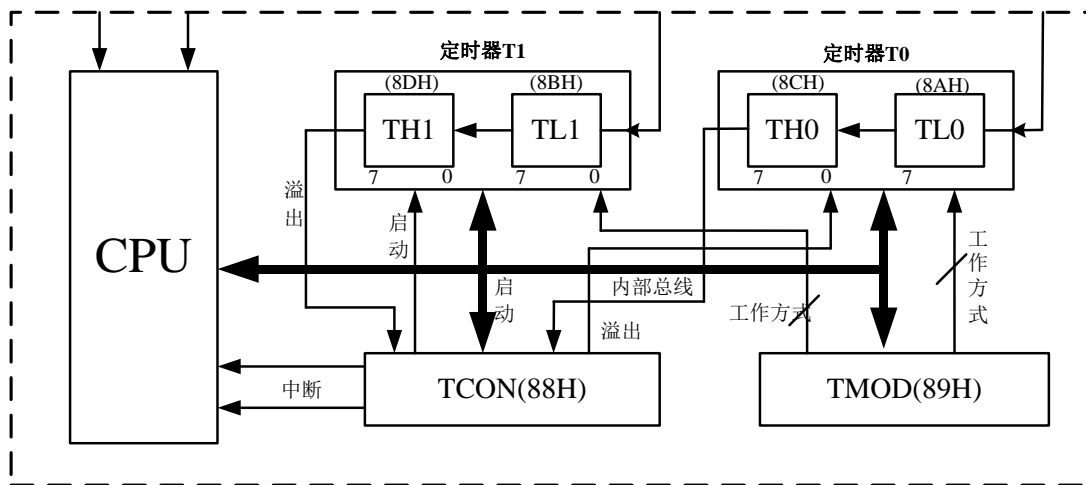 定时器T1
定时器T0
(8DH)
(8BH)
(8CH)
(8AH)
TH1
TL1
TH0
TL0
7
0
7
0
7
0
7
溢出
启动
工作方式
CPU
启动
内部总线
工作方式
溢出
中断
TCON(88H)
TMOD(89H)